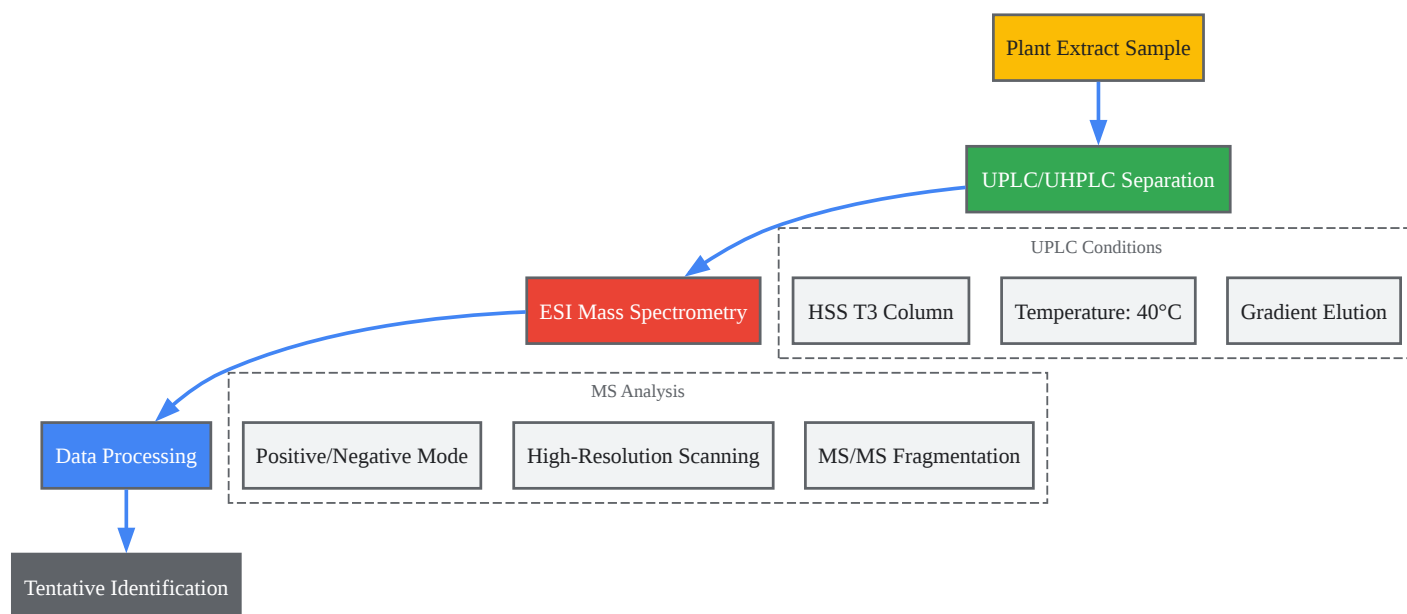 Plant Extract Sample
UPLC/UHPLC Separation
UPLC Conditions
ESI Mass Spectrometry
HSS T3 Column
Temperature: 40°C
Gradient Elution
MS Analysis
Data Processing
Positive/Negative Mode
High-Resolution Scanning
MS/MS Fragmentation
Tentative Identification